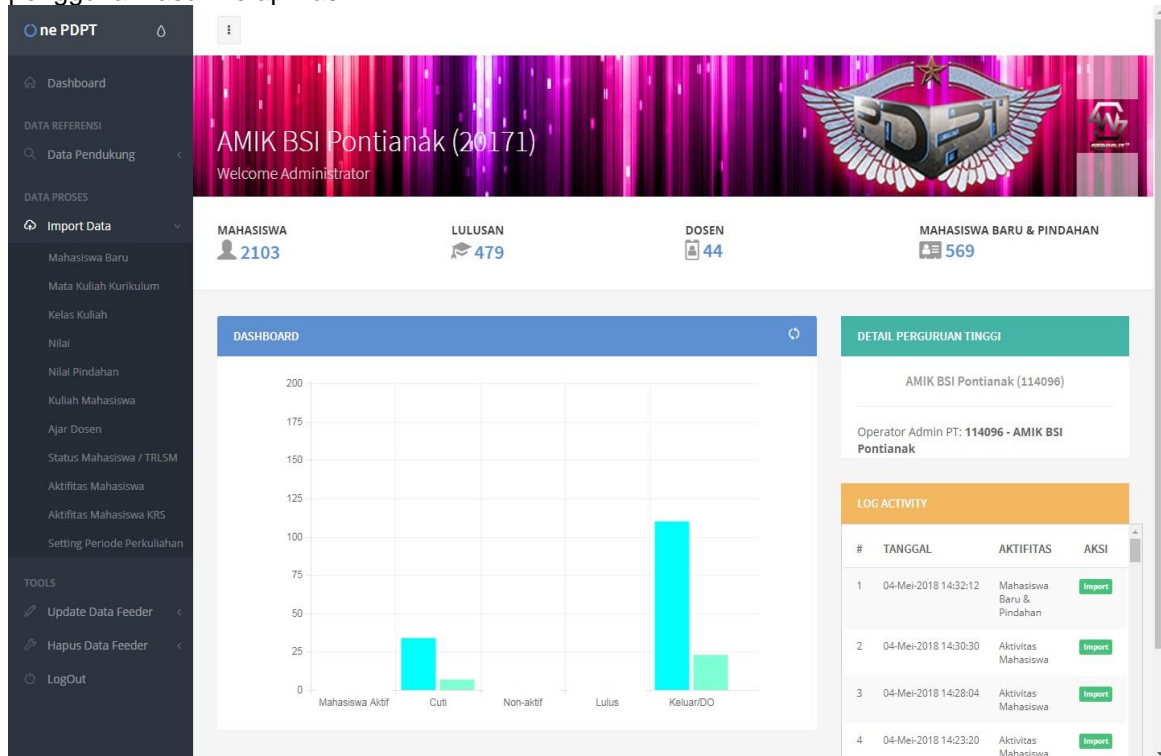 ne PDPT
Dashboard
DATA REFERENSI
Data Pendukung
DATA PROSES
Import Data
Mahasiswa Baru
Mata Kuliah Kurikulum
Kelas Kuliah
Nilai
Nilai Pindahan
Kuliah Mahasiswa
Ajar Dosen
Status Mahasiswa / TRLSM
Aktifitas Mahasiswa
Aktifitas Mahasiswa KRS
Setting Periode Perkuliahan
TOOLS
Update Data Feeder
Hapus Data Feeder
LogOut
AMIK BSI Pontianak (20171)
Welcome Administrator
PDPT
MAHASISWA
2103
LULUSAN
479
DOSEN
44
MAHASISWA BARU & PINDAHAN
569
DASHBOARD
200
175
150
125
100
75
50
25
0
Mahasiswa Aktif Cuti Non-aktif Lulus Keluar/DO
DETAIL PERGURUAN TINGGI
AMIK BSI Pontianak (114096)
Operator Admin PT: 114096 - AMIK BSI
Pontianak
LOG ACTIVITY
# TANGGAL AKTIFITAS AKSI
1 04-Mei-2018 14:32:12 Mahasiswa Import
Baru &
Pindahan
2 04-Mei-2018 14:30:30 Aktivitas Import
Mahasiswa
3 04-Mei-2018 14:28:04 Aktivitas Import
Mahasiswa
4 04-Mei-2018 14:23:20 Aktivitas Import
Mahasiswa